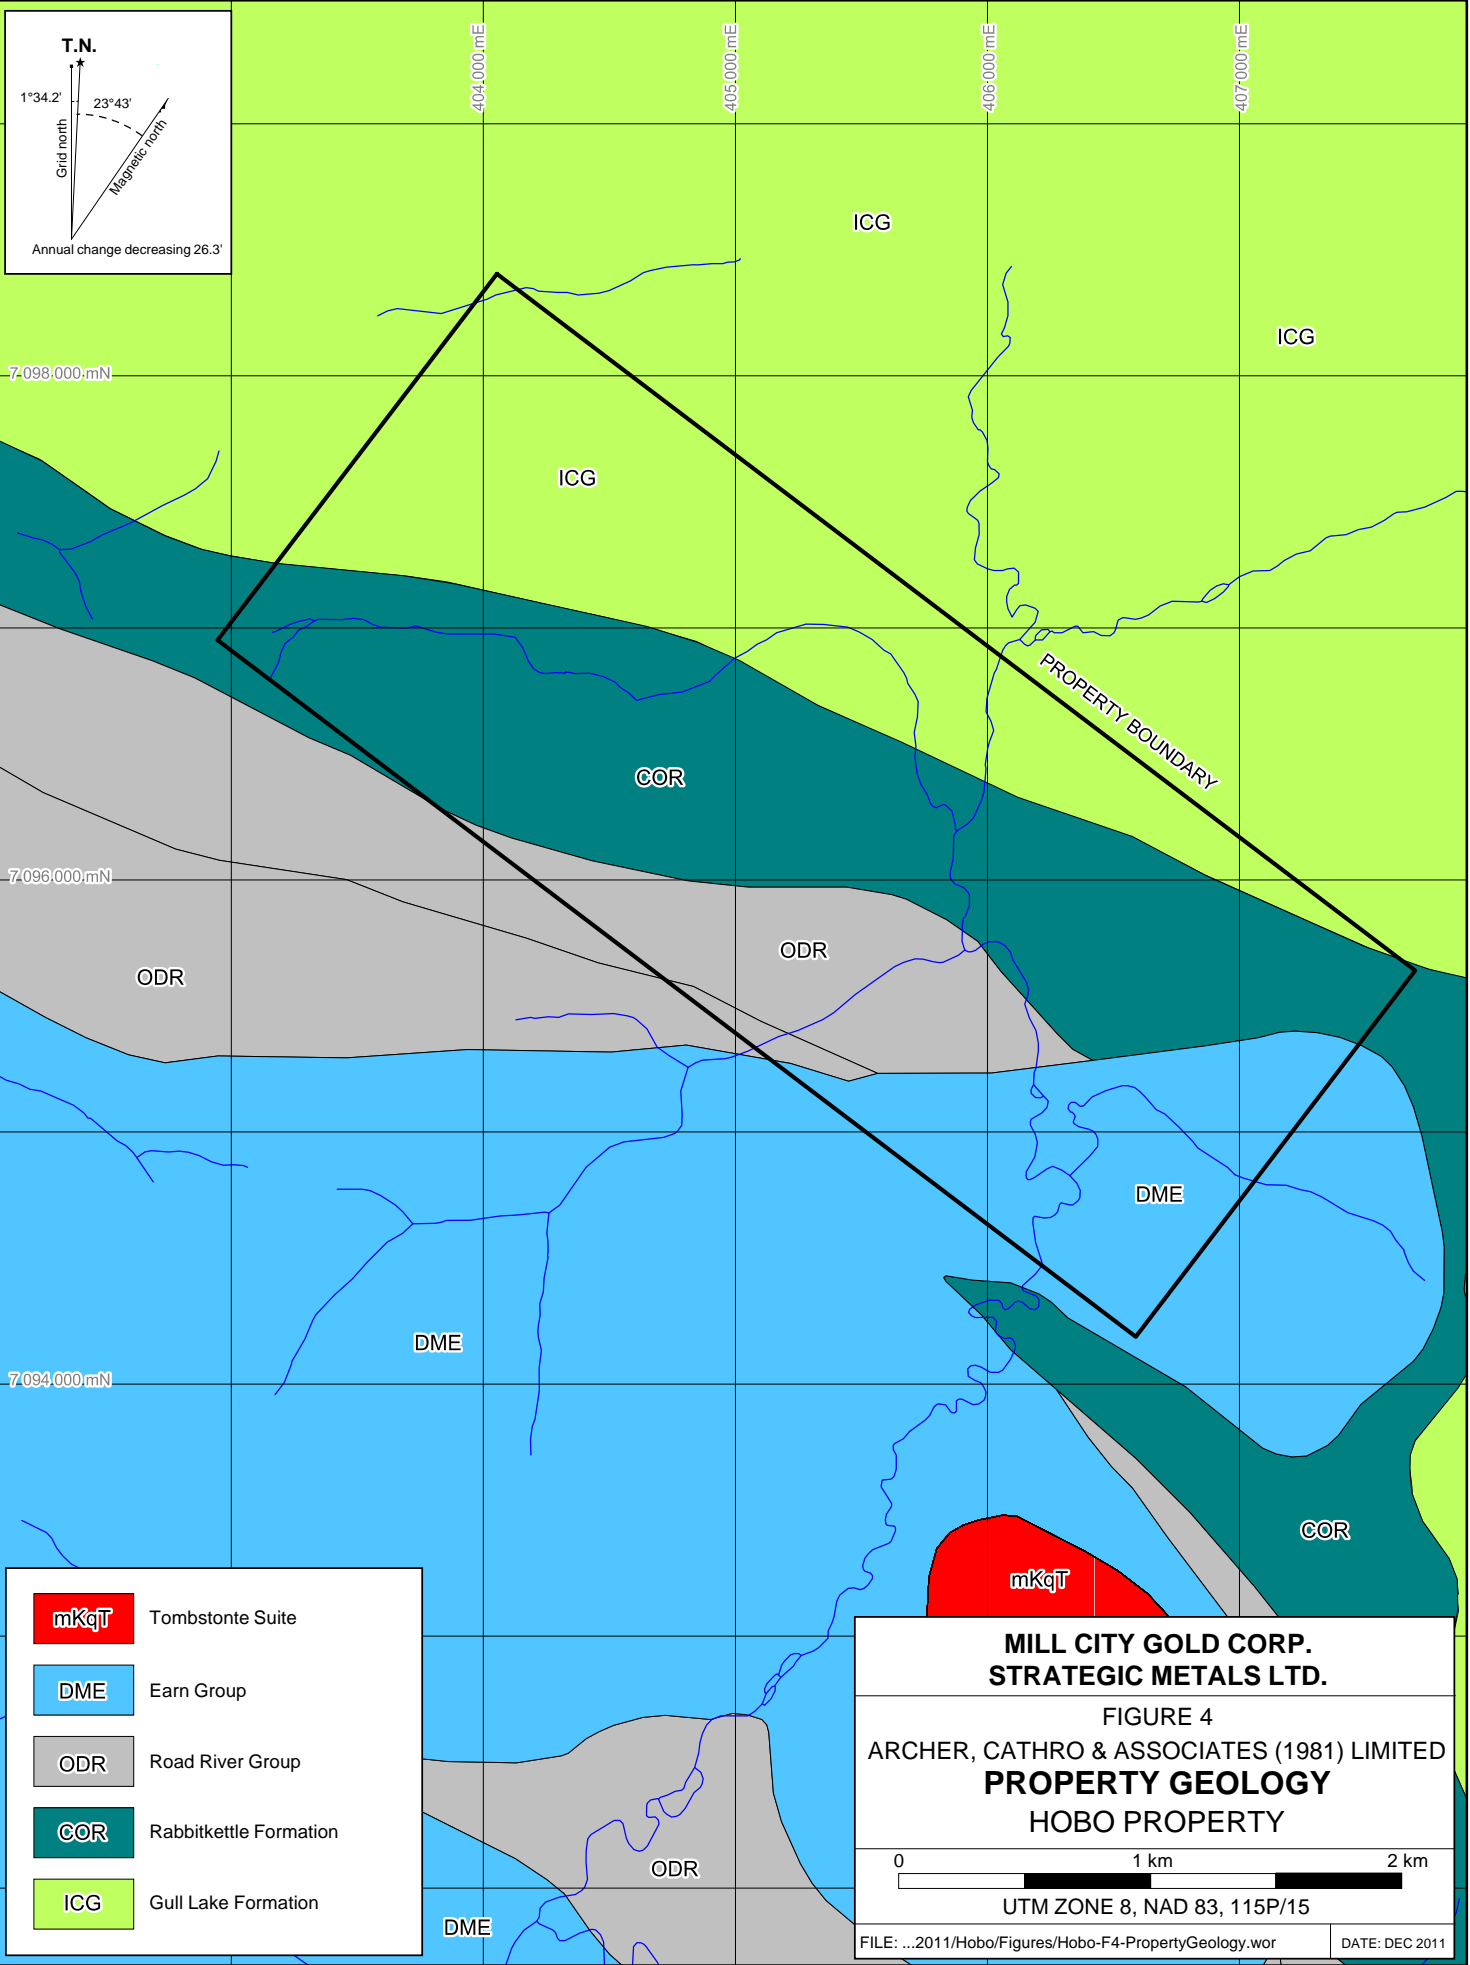 T.N.
1°34.2'
23°43'
Grid north
Magnetic north
Annual change decreasing 26.3'
404 000 mE
405 000 mE
406 000 mE
407 000 mE
ICG
ICG
7 098 000 mN
ICG
PROPERTY BOUNDARY
COR
7 096 000 mN
ODR
ODR
DME
DME
7 094 000 mN
COR
mKqT
ODR
DME
mKqT Tombstonte Suite
DME Earn Group
ODR Road River Group
COR Rabbitkettle Formation
ICG Gull Lake Formation
MILL CITY GOLD CORP.
STRATEGIC METALS LTD.
FIGURE 4
ARCHER, CATHRO & ASSOCIATES (1981) LIMITED
PROPERTY GEOLOGY
HOBO PROPERTY
0 1 km 2 km
UTM ZONE 8, NAD 83, 115P/15
FILE: ...2011/Hobo/Figures/Hobo-F4-PropertyGeology.wor DATE: DEC 2011